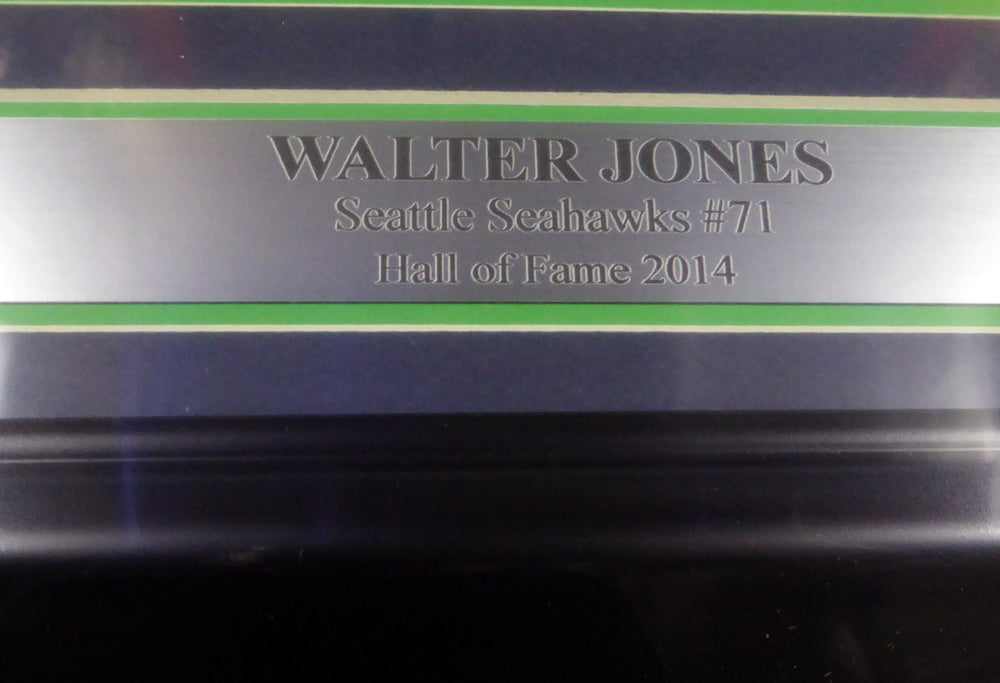 WALTER JONES
Seattle Seahawks #71
Hall of Fame 2014